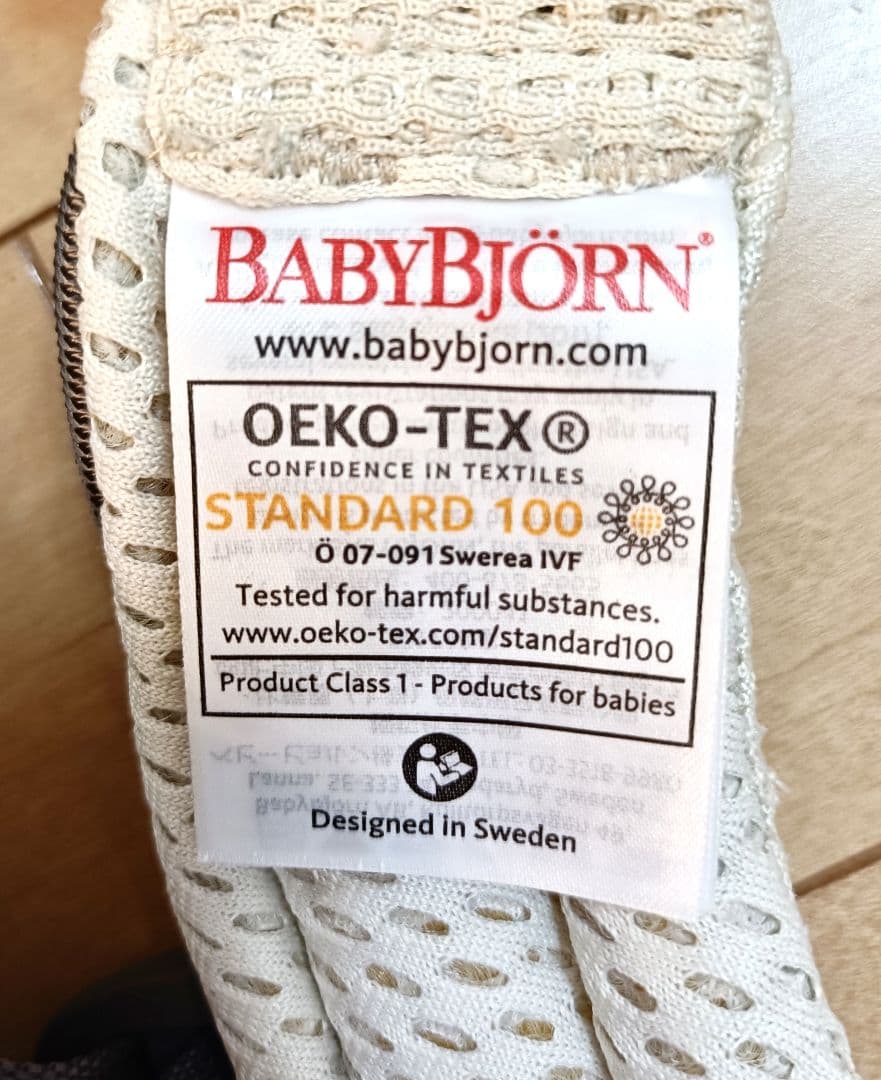 BABYBJÖRN®
www.babybjorn.com
OEKO-TEX®
CONFIDENCE IN TEXTILES
STANDARD 100
Ö 07-091 Swerea IVF
Tested for harmful substances.
www.oeko-tex.com/standard100
Product Class 1 - Products for babies
Designed in Sweden